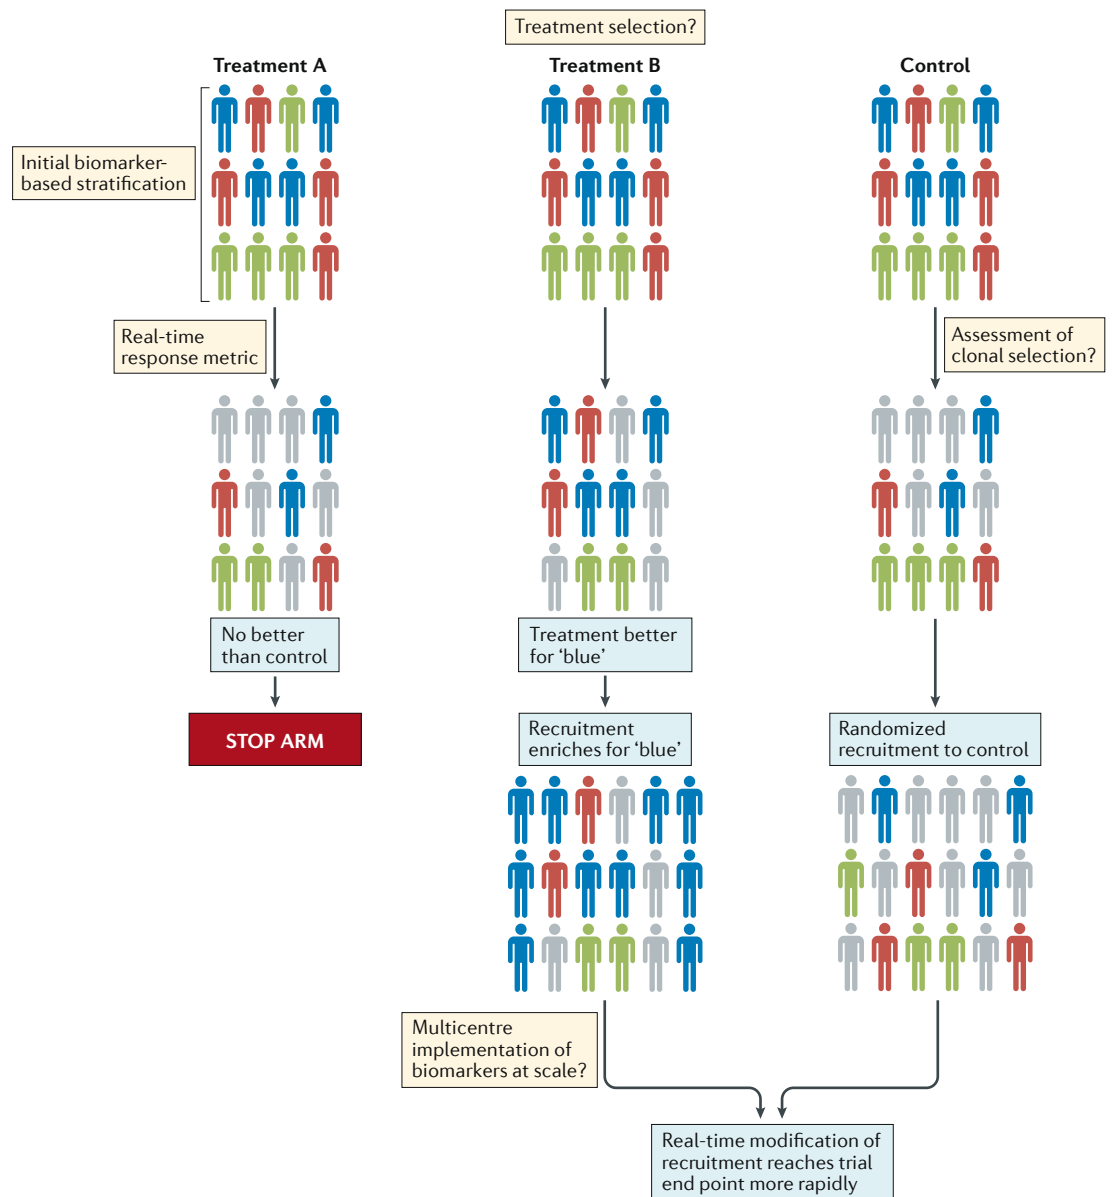 Treatment selection?
Treatment A
Treatment B
Control
Initial biomarker-
based stratification
Real-time
response metric
Assessment of
clonal selection?
No better
than control
Treatment better
for ‘blue’
STOP ARM
Recruitment
enriches for ‘blue’
Randomized
recruitment to control
Multicentre
implementation of
biomarkers at scale?
Real-time modification of
recruitment reaches trial
end point more rapidly